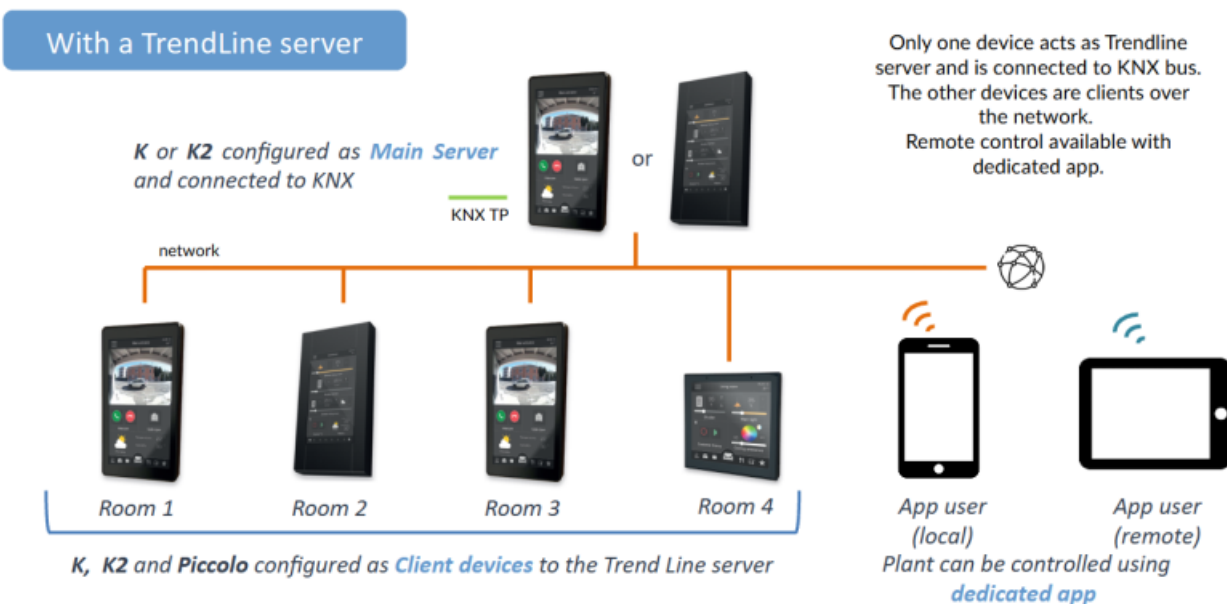 With a TrendLine server
Only one device acts as Trendline
server and is connected to KNX bus.
The other devices are clients over
the network.
Remote control available with
dedicated app.
K or K2 configured as Main Server
and connected to KNX
or
KNX TP
network
Room 1
Room 2
Room 3
Room 4
K, K2 and Piccolo configured as Client devices to the Trend Line server
App user
(local)
App user
(remote)
Plant can be controlled using
dedicated app